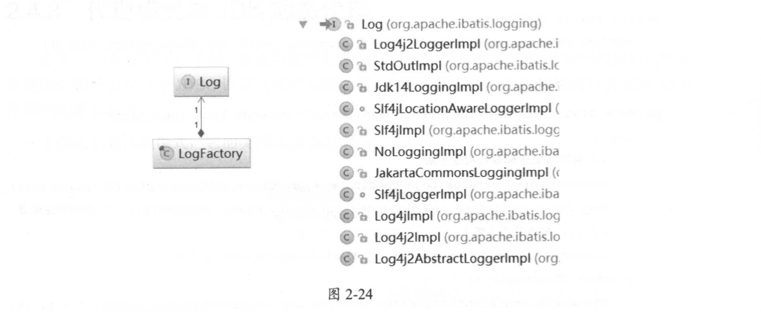 Log (org.apache.ibatis.logging)
Log4j2LoggerImpl (org.apache.i
StdOutImpl (org.apache.ibatis.lc
Jdk14LoggingImpl (org.apache.
Slf4jLocationAwareLoggerImpl (
Slf4jImpl (org.apache.ibatis.logg
NoLoggingImpl (org.apache.iba
JakartaCommonsLoggingImpl (c
Slf4jLoggerImpl (org.apache.iba
Log4jImpl (org.apache.ibatis.log
Log4j2Impl (org.apache.ibatis.lo
Log4j2AbstractLoggerImpl (org.
I Log
1
1
C LogFactory
图 2-24